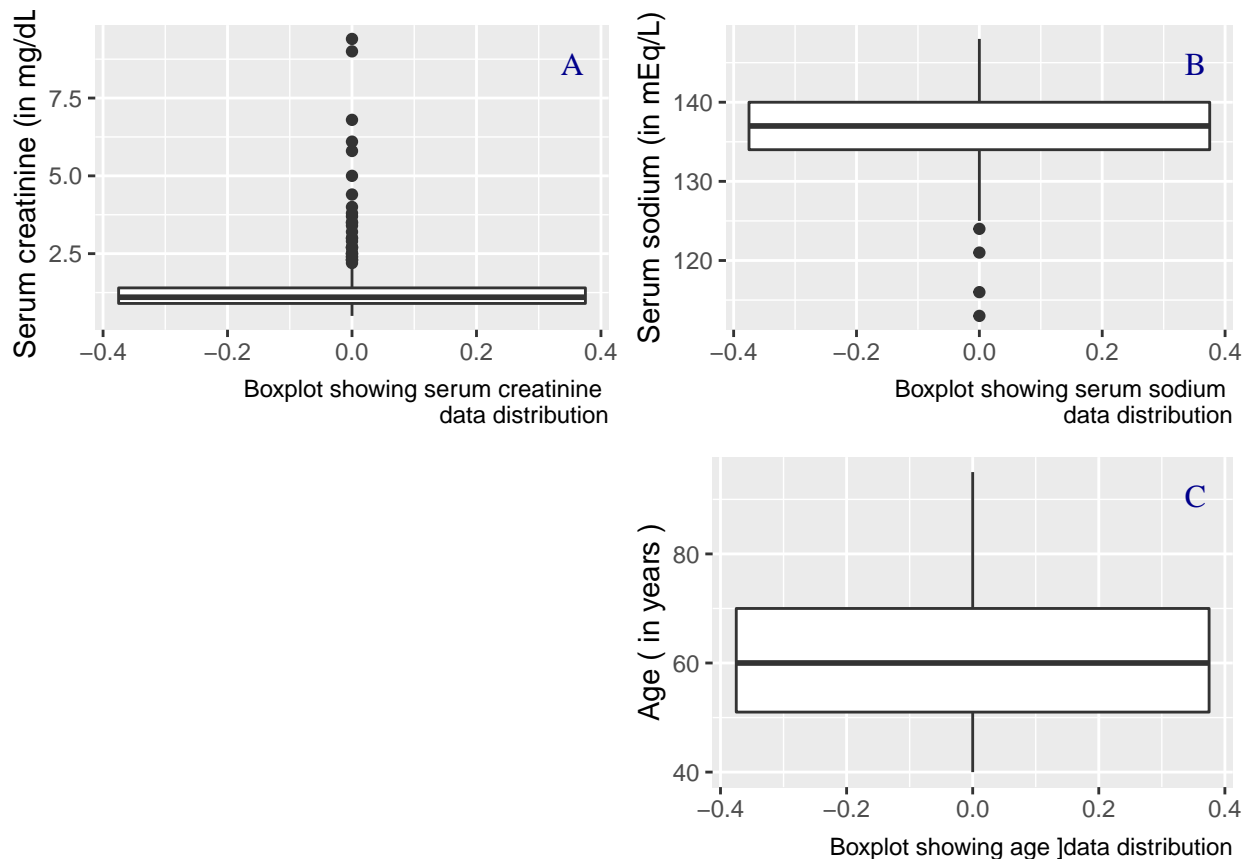 Serum creatinine (in mg/dL
7.5
5.0
2.5
A
−0.4
−0.2
0.0
0.2
0.4
Boxplot showing serum creatinine
data distribution
Serum sodium (in mEq/L)
140
130
120
B
−0.4
−0.2
0.0
0.2
0.4
Boxplot showing serum sodium
data distribution
Age ( in years )
80
60
40
C
−0.4
−0.2
0.0
0.2
0.4
Boxplot showing age ]data distribution